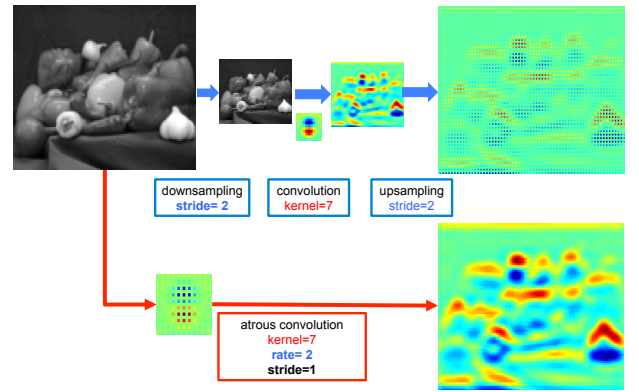 downsampling
stride= 2
convolution
kernel=7
upsampling
stride=2
atrous convolution
kernel=7
rate= 2
stride=1